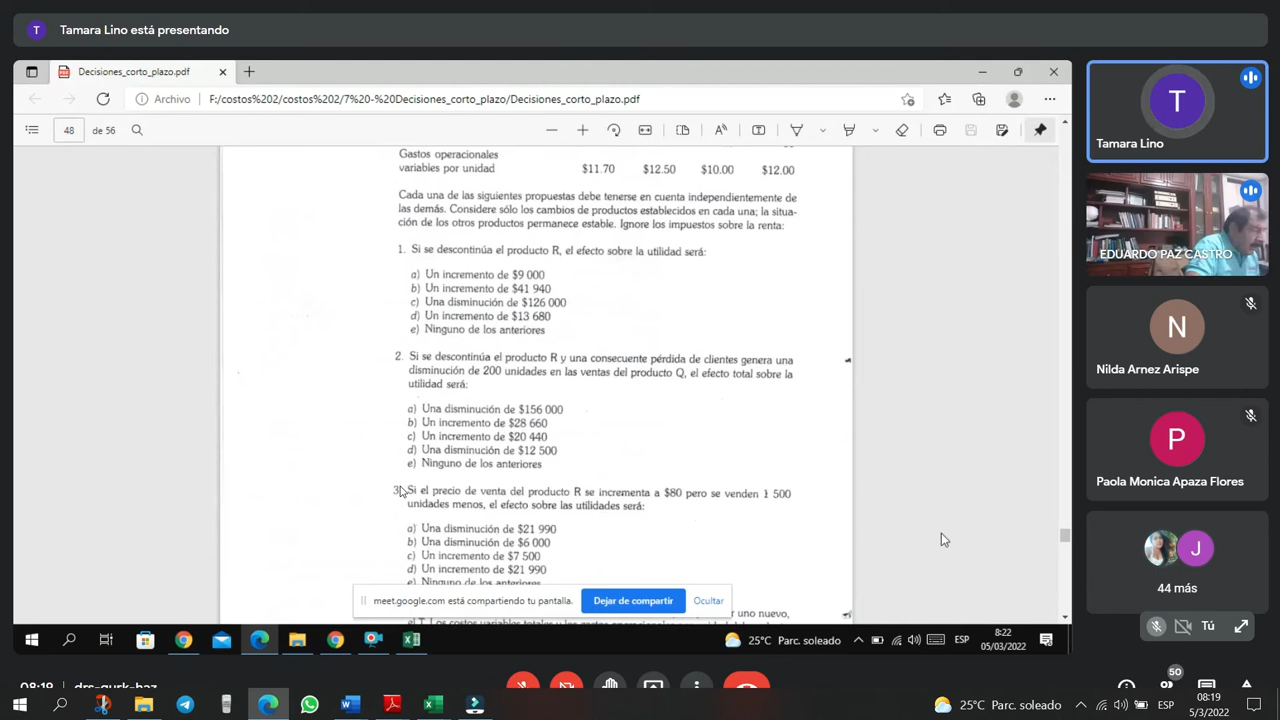 T Tamara Lino está presentando
Decisiones_corto_plazo.pdf
Archivo F:/costos%202/costos%202/7%20-%20Decisiones_corto_plazo/Decisiones_corto_plazo.pdf
48 de 56
Gastos operacionales
variables por unidad $11.70 $12.50 $10.00 $12.00
Cada una de las siguientes propuestas debe tenerse en cuenta independientemente de
las demás. Considere sólo los cambios de productos establecidos en cada una; la situa-
ción de los otros productos permanece estable. Ignore los impuestos sobre la renta:
1. Si se descontinúa el producto R, el efecto sobre la utilidad será:
a) Un incremento de $9 000
b) Un incremento de $41 940
c) Una disminución de $126 000
d) Un incremento de $13 680
e) Ninguno de los anteriores
2. Si se descontinúa el producto R y una consecuente pérdida de clientes genera una
disminución de 200 unidades en las ventas del producto Q, el efecto total sobre la
utilidad será:
a) Una disminución de $156 000
b) Un incremento de $28 660
c) Un incremento de $20 440
d) Una disminución de $12 500
e) Ninguno de los anteriores
3. Si el precio de venta del producto R se incrementa a $80 pero se venden 1 500
unidades menos, el efecto sobre las utilidades será:
a) Una disminución de $21 990
b) Una disminución de $6 000
c) Un incremento de $7 500
d) Un incremento de $21 990
e) Ninguno de los anteriores
meet.google.com está compartiendo tu pantalla. Dejar de compartir Ocultar
or uno nuevo,
25°C Parc. soleado ESP 8:22
05/03/2022
T
Tamara Lino
EDUARDO PAZ CASTRO
N
Nilda Arnez Arispe
P
Paola Monica Apaza Flores
J
44 más
Tú
08:19
50
25°C Parc. soleado ESP 08:19
5/3/2022